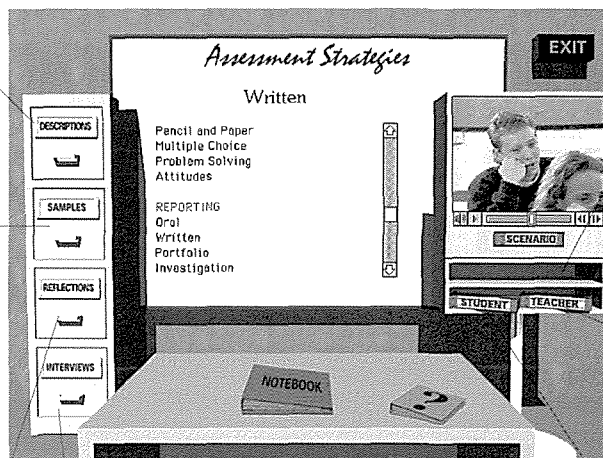 Assessment Strategies
EXIT
Written
Pencil and Paper
Multiple Choice
Problem Solving
Attitudes
REPORTING
Oral
Written
Portfolio
Investigation
DESCRIPTIONS
SAMPLES
REFLECTIONS
INTERVIEWS
SCENARIO
STUDENT
TEACHER
NOTEBOOK
?